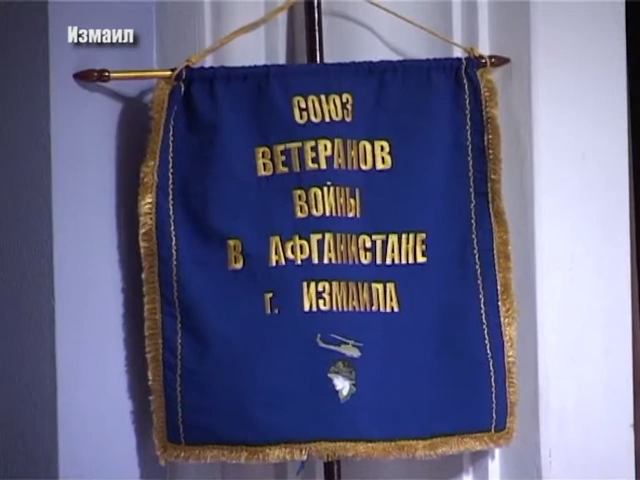 Измаил
СОЮЗ
ВЕТЕРАНОВ
ВОЙНЫ
В АФГАНИСТАНЕ
г. ИЗМАИЛА